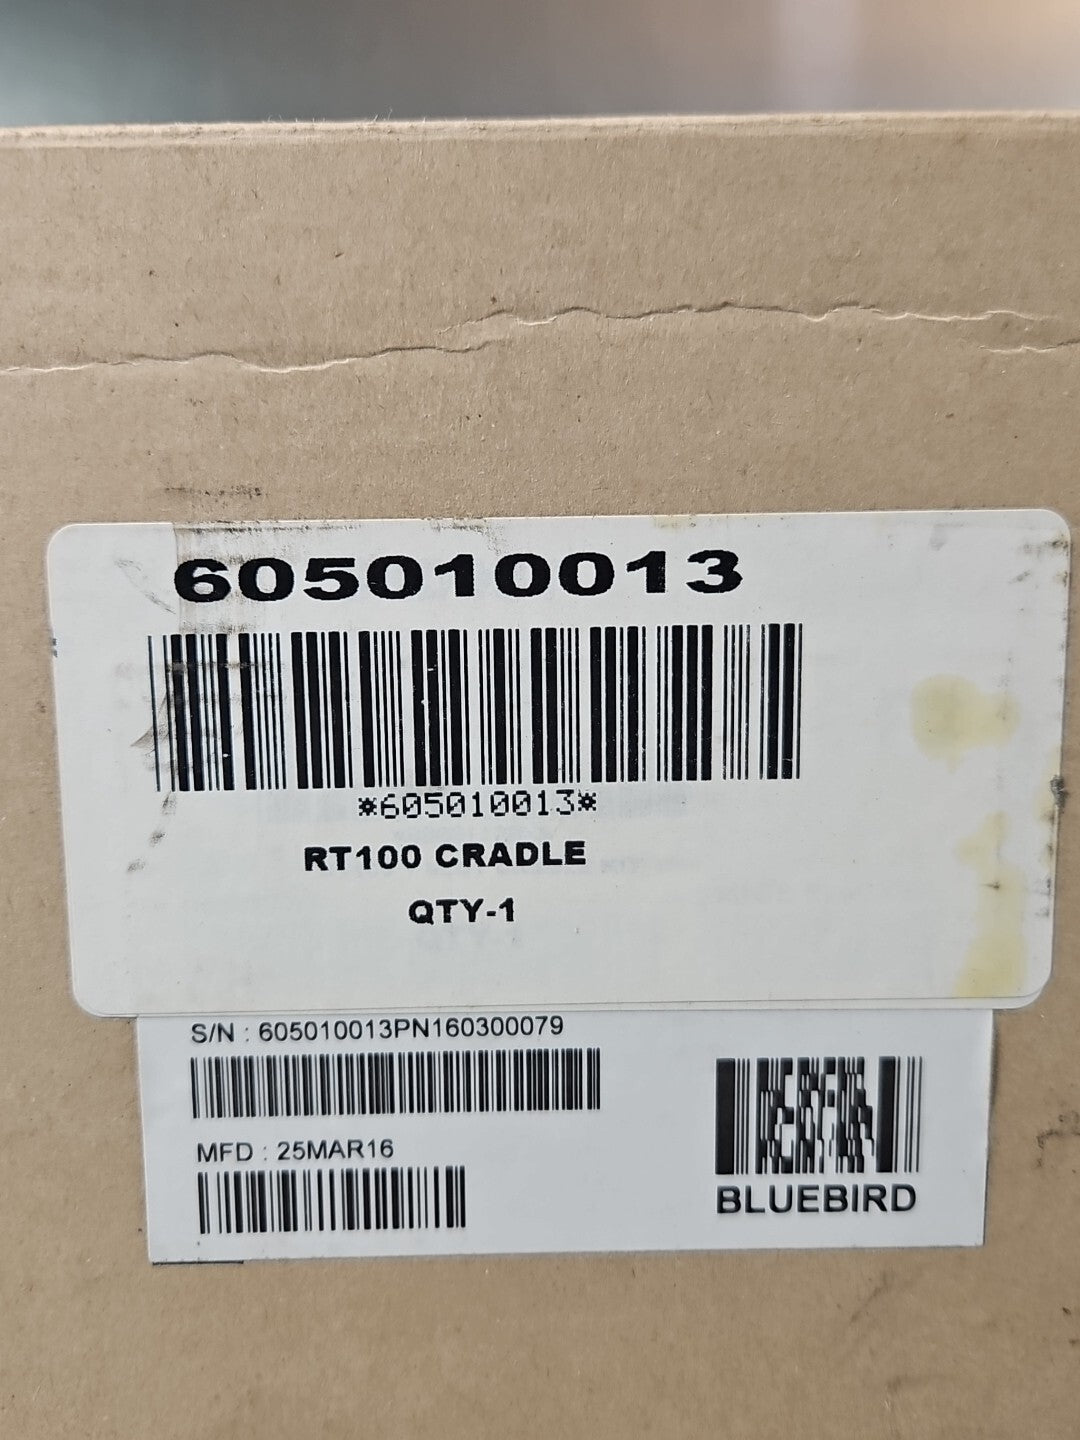 605010013
*605010013*
RT100 CRADLE
QTY-1
S/N : 605010013PN160300079
MFD : 25MAR16
BLUEBIRD